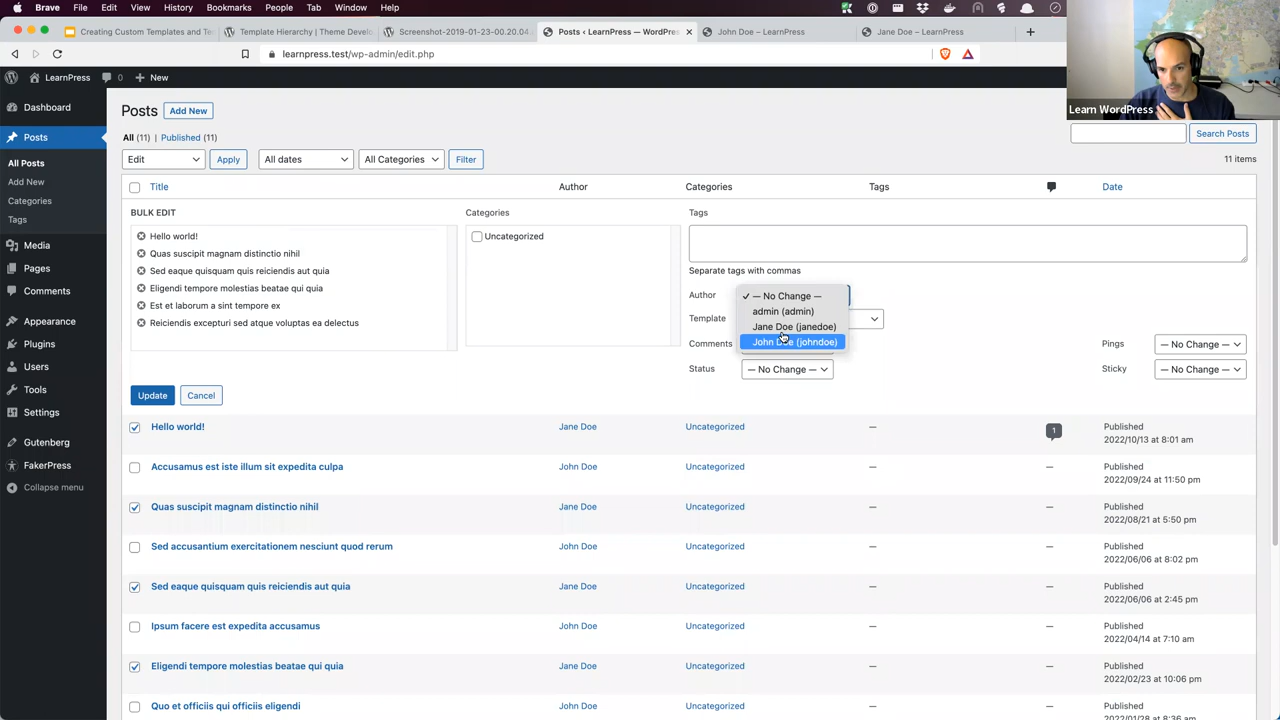 Brave File Edit View History Bookmarks People Tab Window Help
Creating Custom Templates and Te
Template Hierarchy | Theme Develo
Screenshot-2019-01-23-00.20.04
Posts ‹ LearnPress — WordPres
John Doe – LearnPress
Jane Doe – LearnPress
learnpress.test/wp-admin/edit.php
LearnPress 0 + New
Learn WordPress
Dashboard
Posts
All Posts
Add New
Categories
Tags
Media
Pages
Comments
Appearance
Plugins
Users
Tools
Settings
Gutenberg
FakerPress
Collapse menu
Posts Add New
All (11) | Published (11)
Search Posts
Edit Apply All dates All Categories Filter
11 items
Title Author Categories Tags Date
BULK EDIT
Hello world!
Quas suscipit magnam distinctio nihil
Sed eaque quisquam quis reiciendis aut quia
Eligendi tempore molestias beatae qui quia
Est et laborum a sint tempore ex
Reiciendis excepturi sed atque voluptas ea delectus
Categories
Uncategorized
Tags
Separate tags with commas
Author
— No Change —
admin (admin)
Jane Doe (janedoe)
John Doe (johndoe)
Template
Comments
Pings — No Change —
Status — No Change —
Sticky — No Change —
Update Cancel
Hello world! Jane Doe Uncategorized — 1 Published
2022/10/13 at 8:01 am
Accusamus est iste illum sit expedita culpa John Doe Uncategorized — — Published
2022/09/24 at 11:50 pm
Quas suscipit magnam distinctio nihil Jane Doe Uncategorized — — Published
2022/08/21 at 5:50 pm
Sed accusantium exercitationem nesciunt quod rerum John Doe Uncategorized — — Published
2022/06/06 at 8:02 pm
Sed eaque quisquam quis reiciendis aut quia Jane Doe Uncategorized — — Published
2022/06/06 at 2:45 pm
Ipsum facere est expedita accusamus John Doe Uncategorized — — Published
2022/04/14 at 7:10 am
Eligendi tempore molestias beatae qui quia Jane Doe Uncategorized — — Published
2022/02/23 at 10:06 pm
Quo et officiis qui officiis eligendi John Doe Uncategorized — — Published
2022/01/28 at 8:36 am